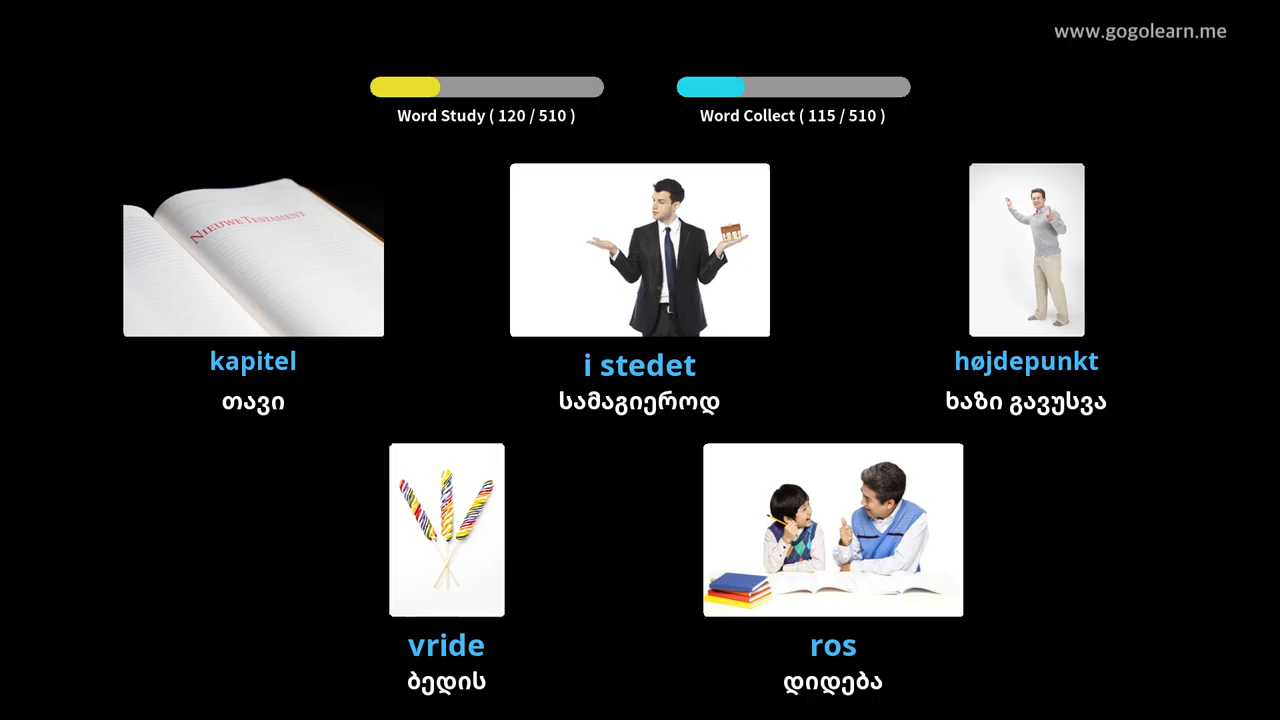 www.gogolearn.me
Word Study ( 120 / 510 )
Word Collect ( 115 / 510 )
NIEUWE TESTAMENT
kapitel
i stedet
højdepunkt
თავი
სამაგიეროდ
ხაზი გავუსვა
vride
ros
ბედის
დიდება